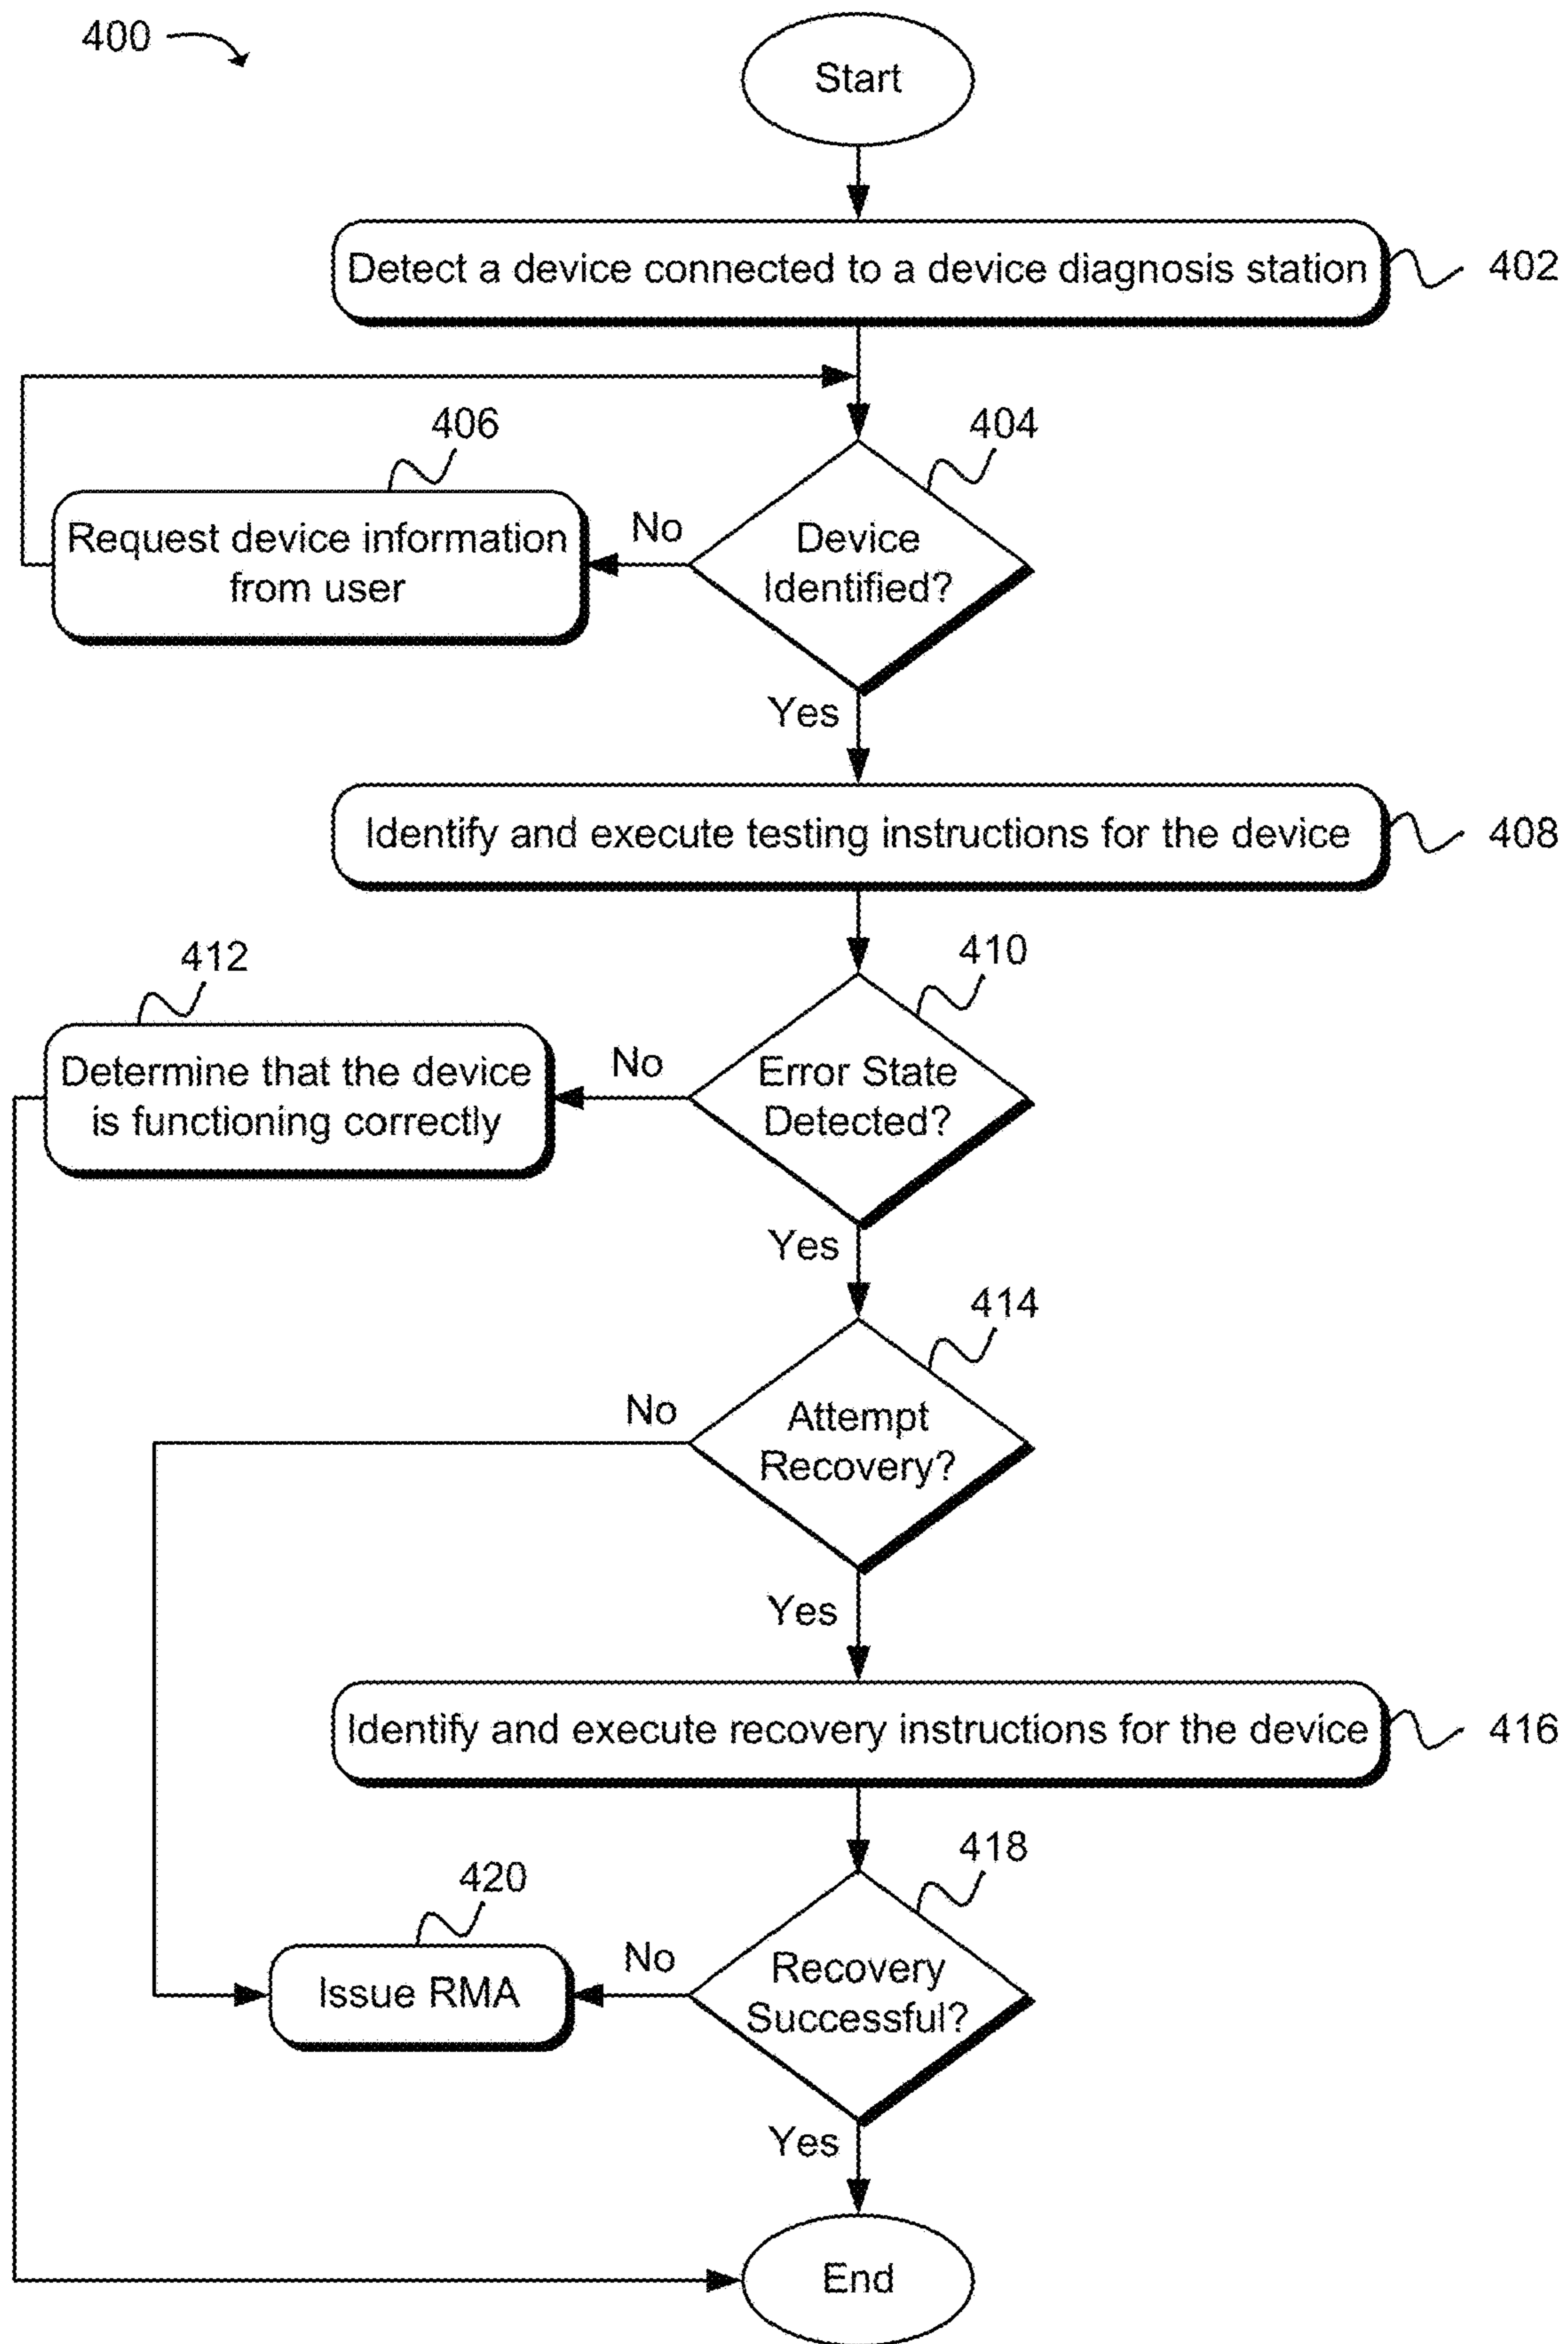 400
Start
Detect a device connected to a device diagnosis station
402
406
404
Request device information
from user
No
Device
Identified?
Yes
Identify and execute testing instructions for the device
408
412
410
Determine that the device
is functioning correctly
No
Error State
Detected?
Yes
414
No
Attempt
Recovery?
Yes
Identify and execute recovery instructions for the device
416
418
420
Issue RMA
No
Recovery
Successful?
Yes
End